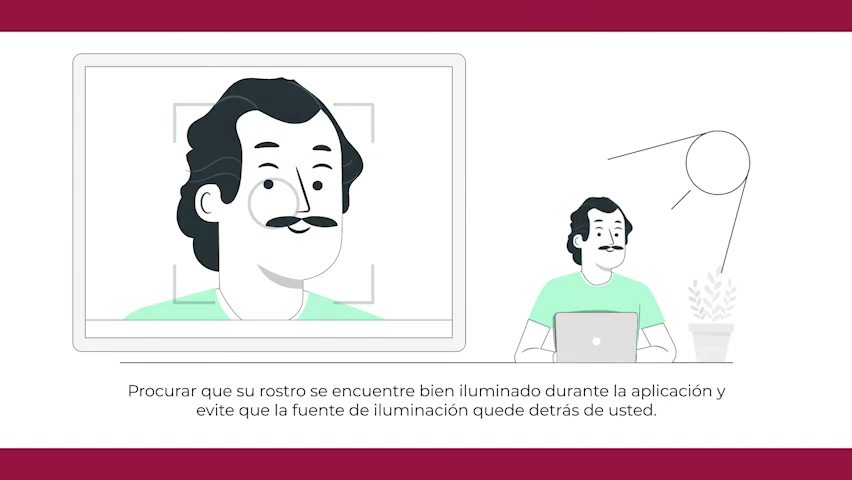 Procurar que su rostro se encuentre bien iluminado durante la aplicación y
evite que la fuente de iluminación quede detrás de usted.